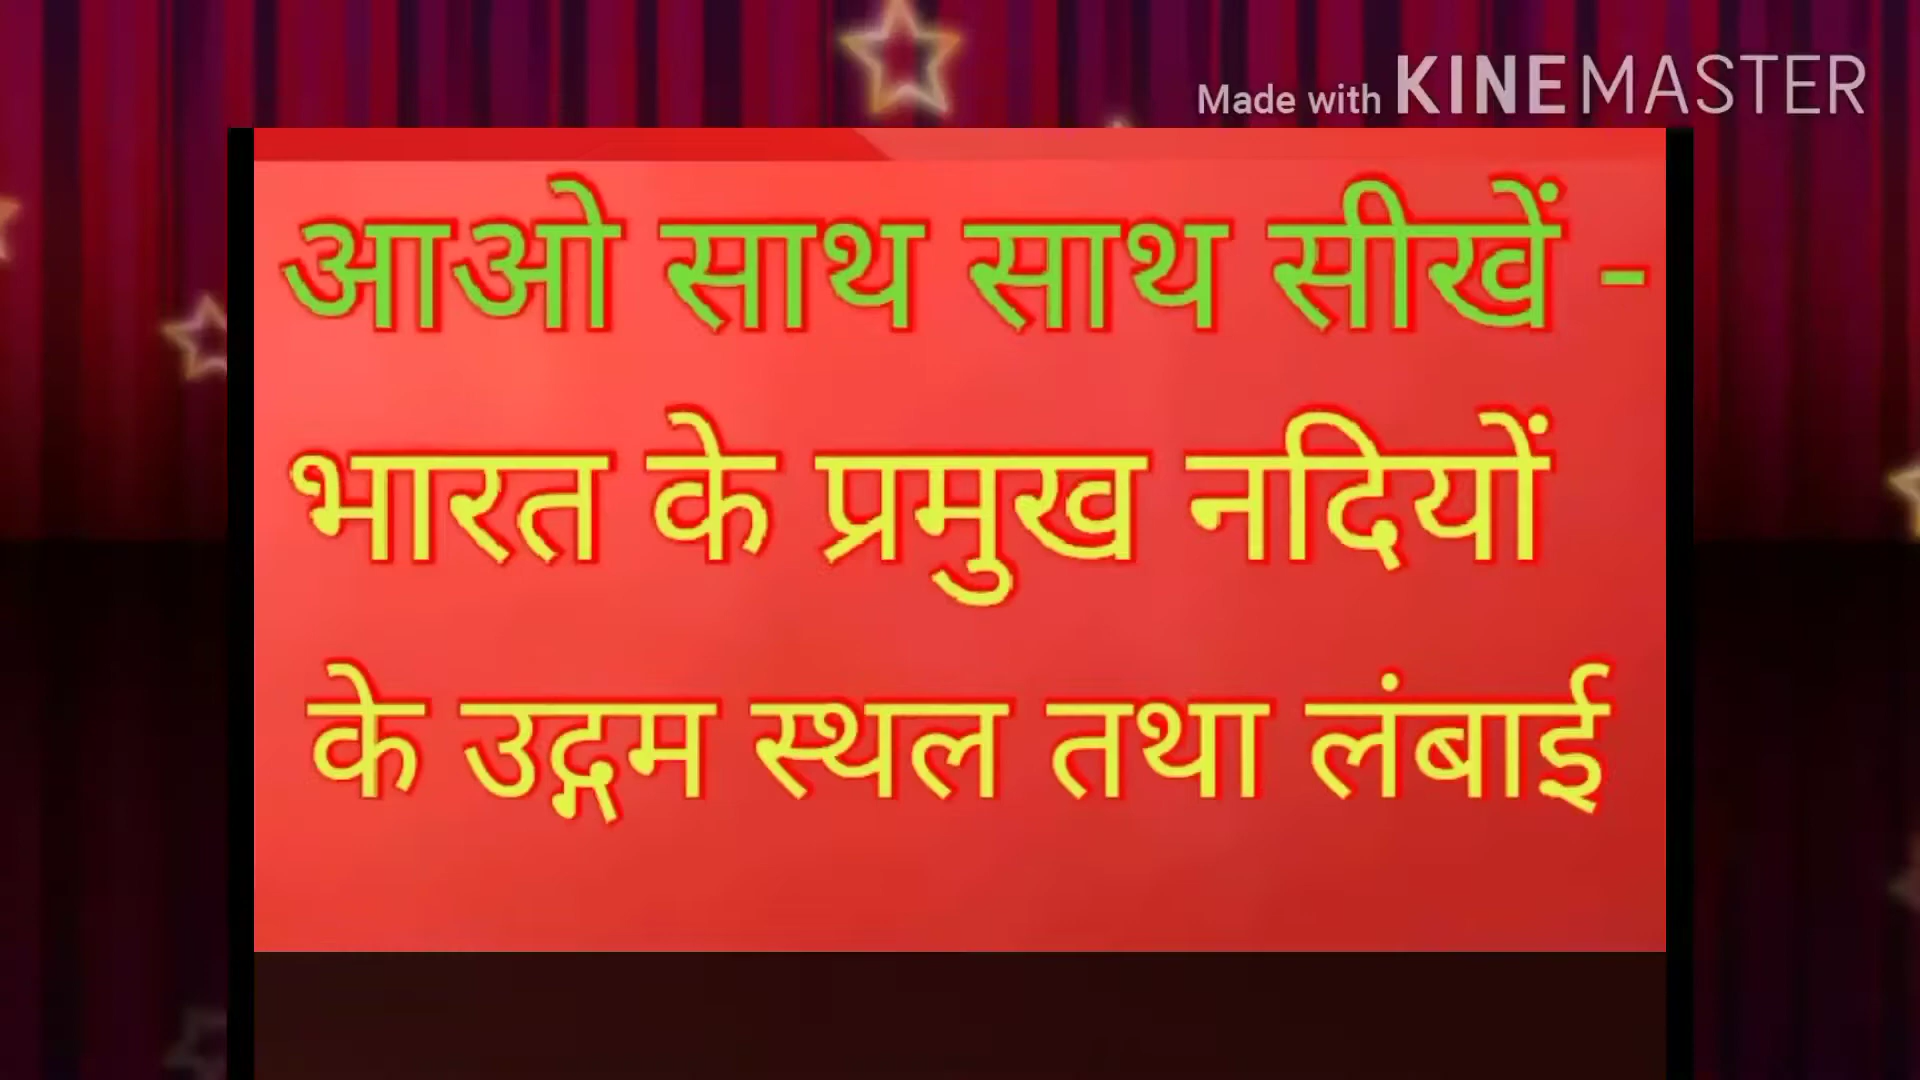 Made with KINEMASTER
आओ साथ साथ सीखें -
भारत के प्रमुख नदियों
के उद्गम स्थल तथा लंबाई